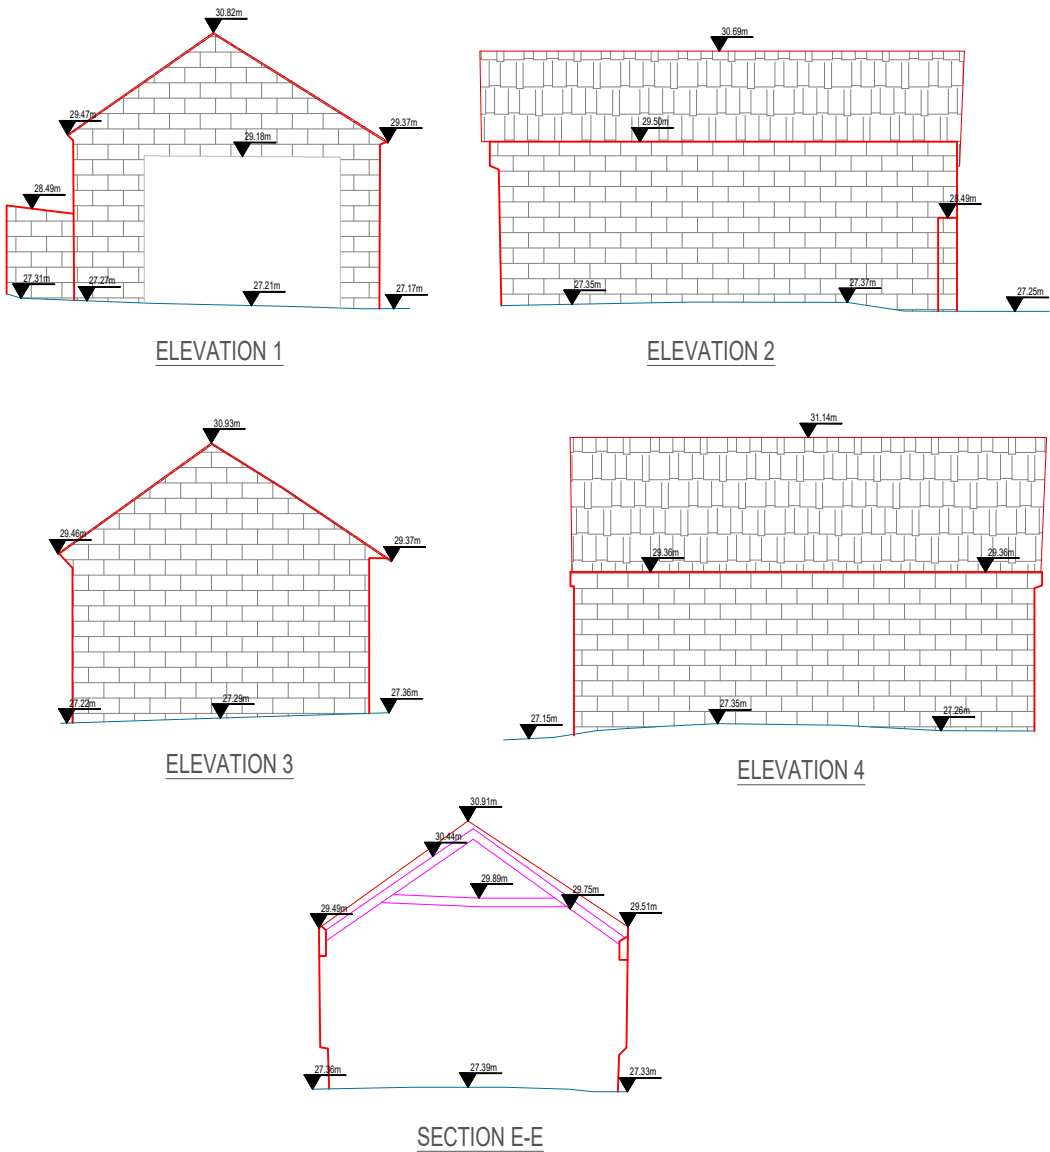 30.82m
29.47m
29.37m
29.18m
28.49m
27.31m
27.27m
27.21m
27.17m
ELEVATION 1
30.69m
29.50m
28.49m
27.35m
27.37m
27.25m
ELEVATION 2
30.93m
29.46m
29.37m
27.22m
27.29m
27.36m
ELEVATION 3
31.14m
29.36m
29.36m
27.15m
27.35m
27.26m
ELEVATION 4
30.91m
30.44m
29.89m
29.75m
29.49m
29.51m
27.36m
27.39m
27.33m
SECTION E-E